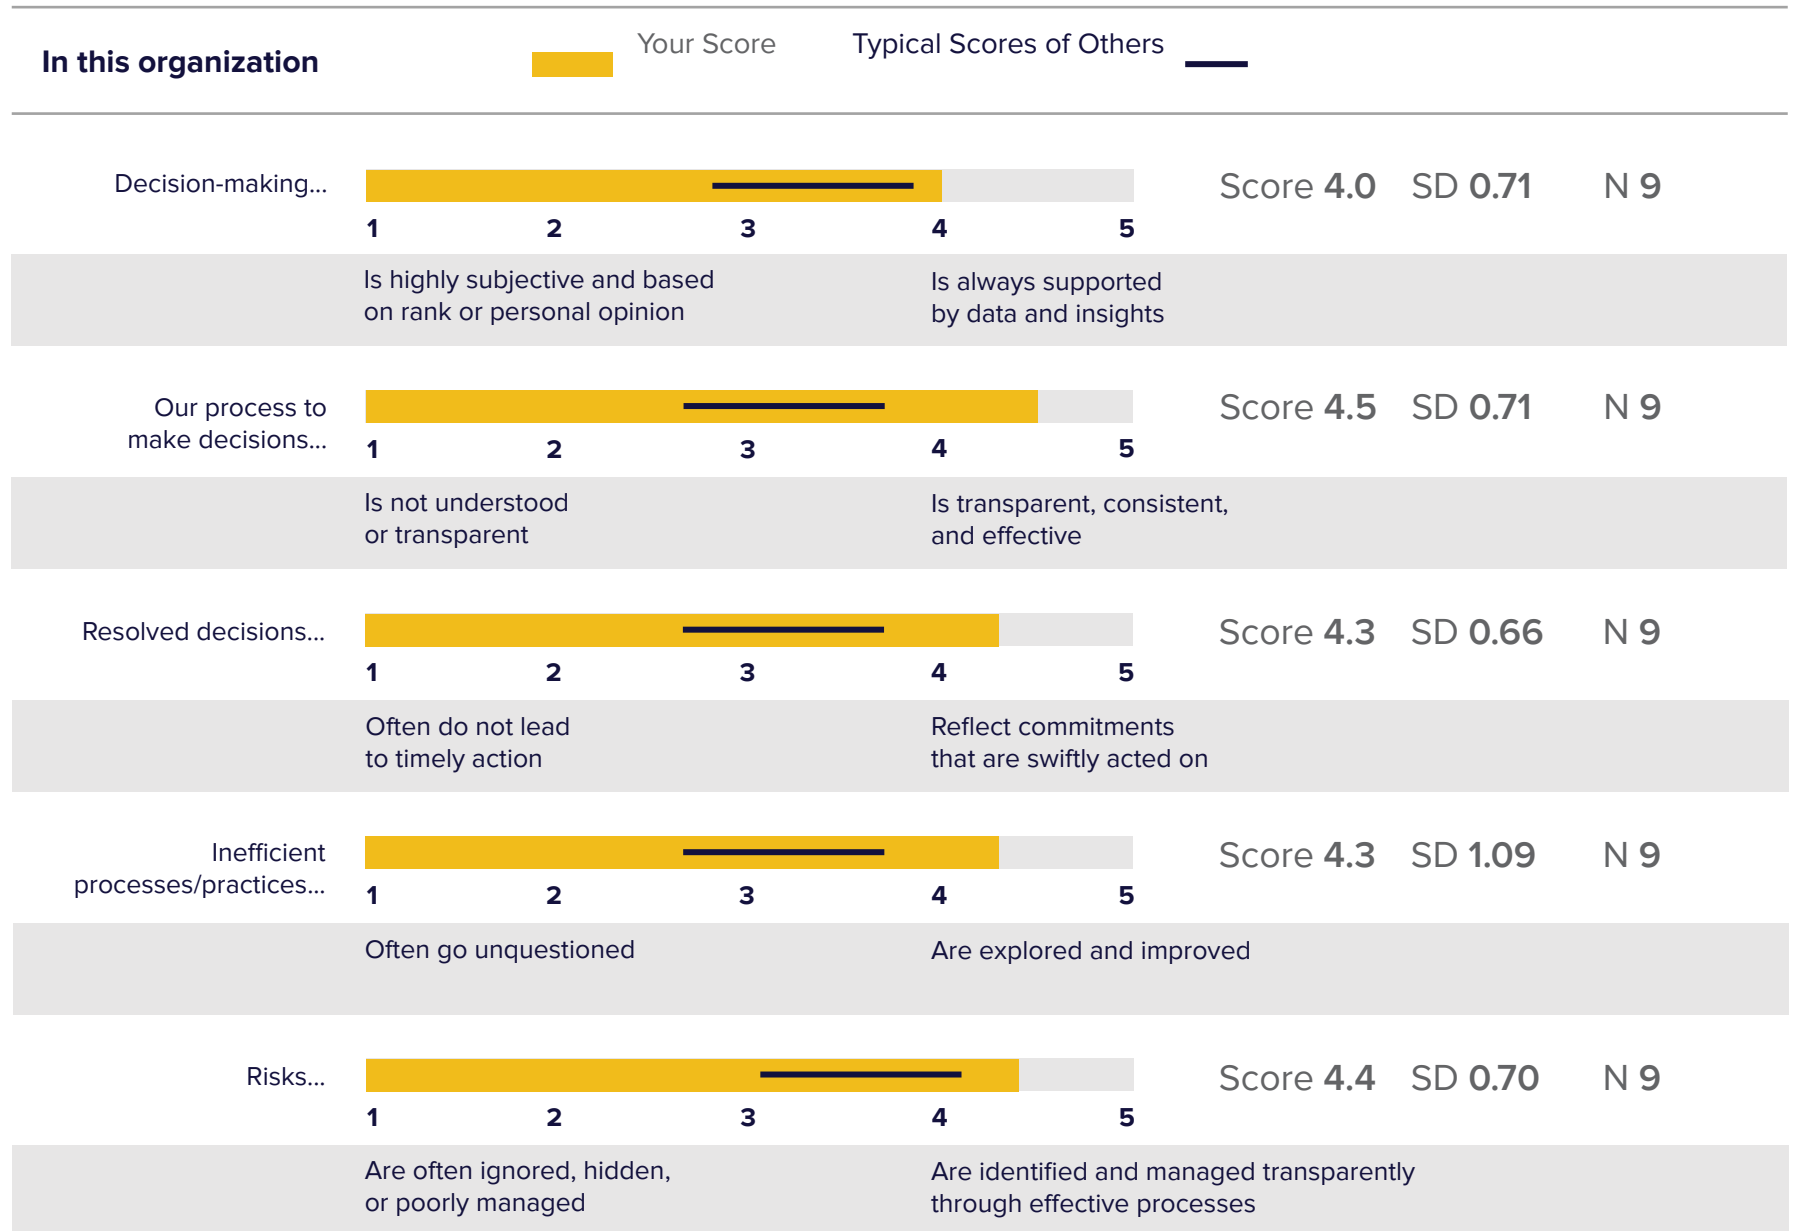 In this organization
Your Score
Typical Scores of Others
Decision-making...
Score 4.0 SD 0.71 N 9
1 2 3 4 5
Is highly subjective and based
on rank or personal opinion
Is always supported
by data and insights
Our process to
make decisions...
Score 4.5 SD 0.71 N 9
1 2 3 4 5
Is not understood
or transparent
Is transparent, consistent,
and effective
Resolved decisions...
Score 4.3 SD 0.66 N 9
1 2 3 4 5
Often do not lead
to timely action
Reflect commitments
that are swiftly acted on
Inefficient
processes/practices...
Score 4.3 SD 1.09 N 9
1 2 3 4 5
Often go unquestioned
Are explored and improved
Risks...
Score 4.4 SD 0.70 N 9
1 2 3 4 5
Are often ignored, hidden,
or poorly managed
Are identified and managed transparently
through effective processes